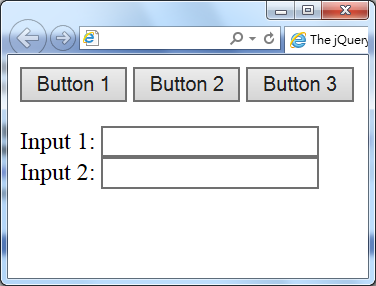 The jQuery
Button 1 Button 2 Button 3
Input 1:
Input 2: